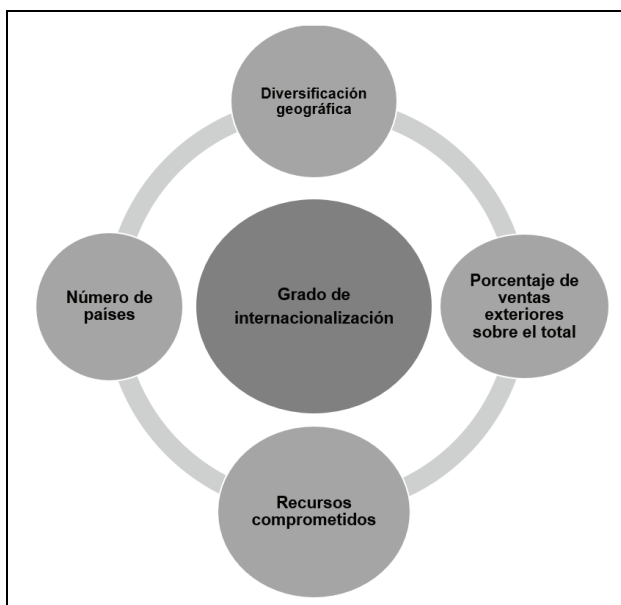 Diversificación
geográfica
Número de
países
Grado de
internacionalización
Porcentaje de
ventas
exteriores
sobre el total
Recursos
comprometidos